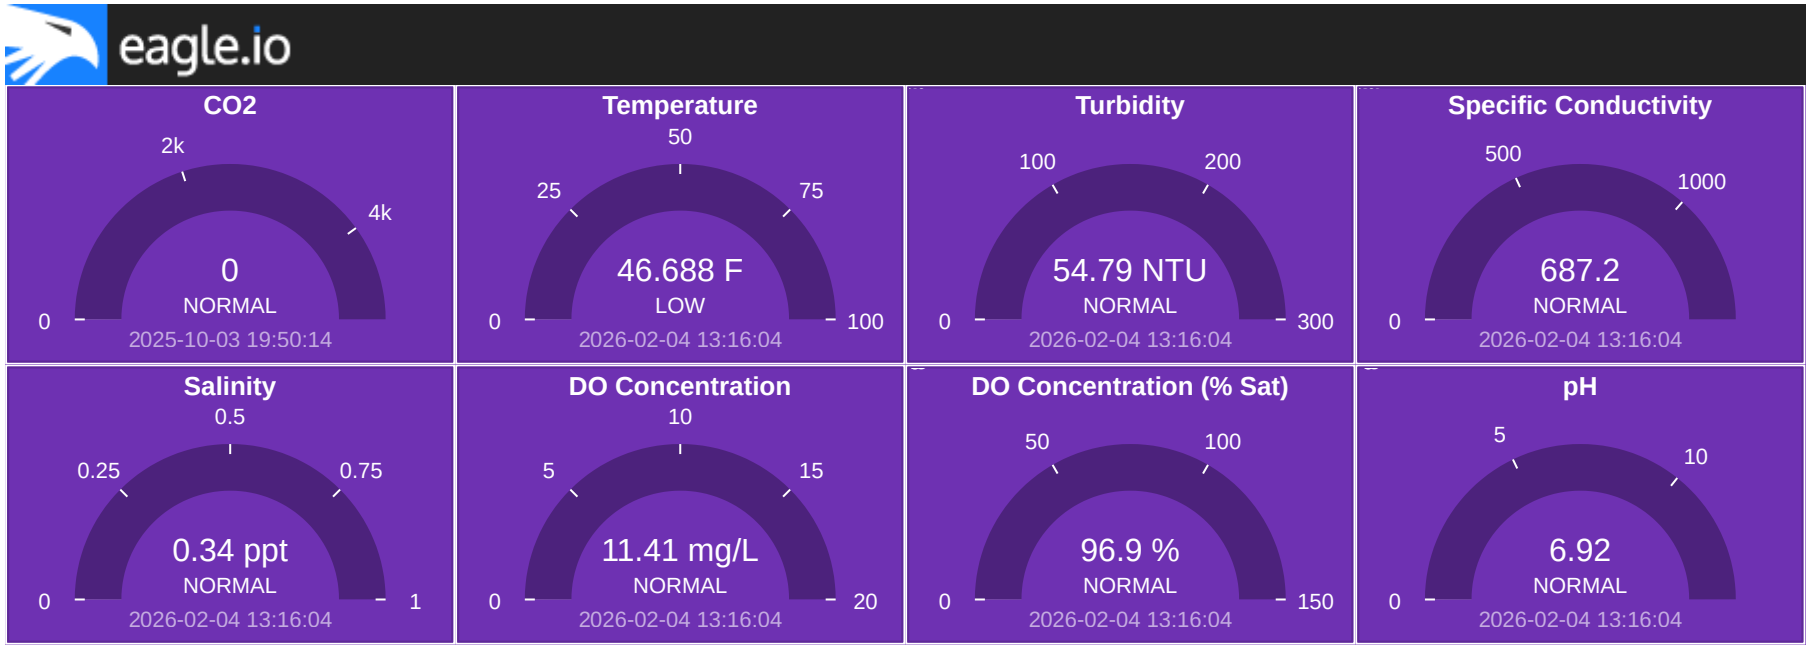 eagle.io
CO2
2k
4k
0
0
NORMAL
2025-10-03 19:50:14
Temperature
50
25
75
46.688 F
LOW
0
100
2026-02-04 13:16:04
Turbidity
100
200
54.79 NTU
NORMAL
0
300
2026-02-04 13:16:04
Specific Conductivity
500
1000
687.2
NORMAL
0
2026-02-04 13:16:04
Salinity
0.5
0.25
0.75
0.34 ppt
NORMAL
0
1
2026-02-04 13:16:04
DO Concentration
10
5
15
11.41 mg/L
NORMAL
0
20
2026-02-04 13:16:04
DO Concentration (% Sat)
50
100
96.9 %
NORMAL
0
150
2026-02-04 13:16:04
pH
5
10
6.92
NORMAL
0
2026-02-04 13:16:04